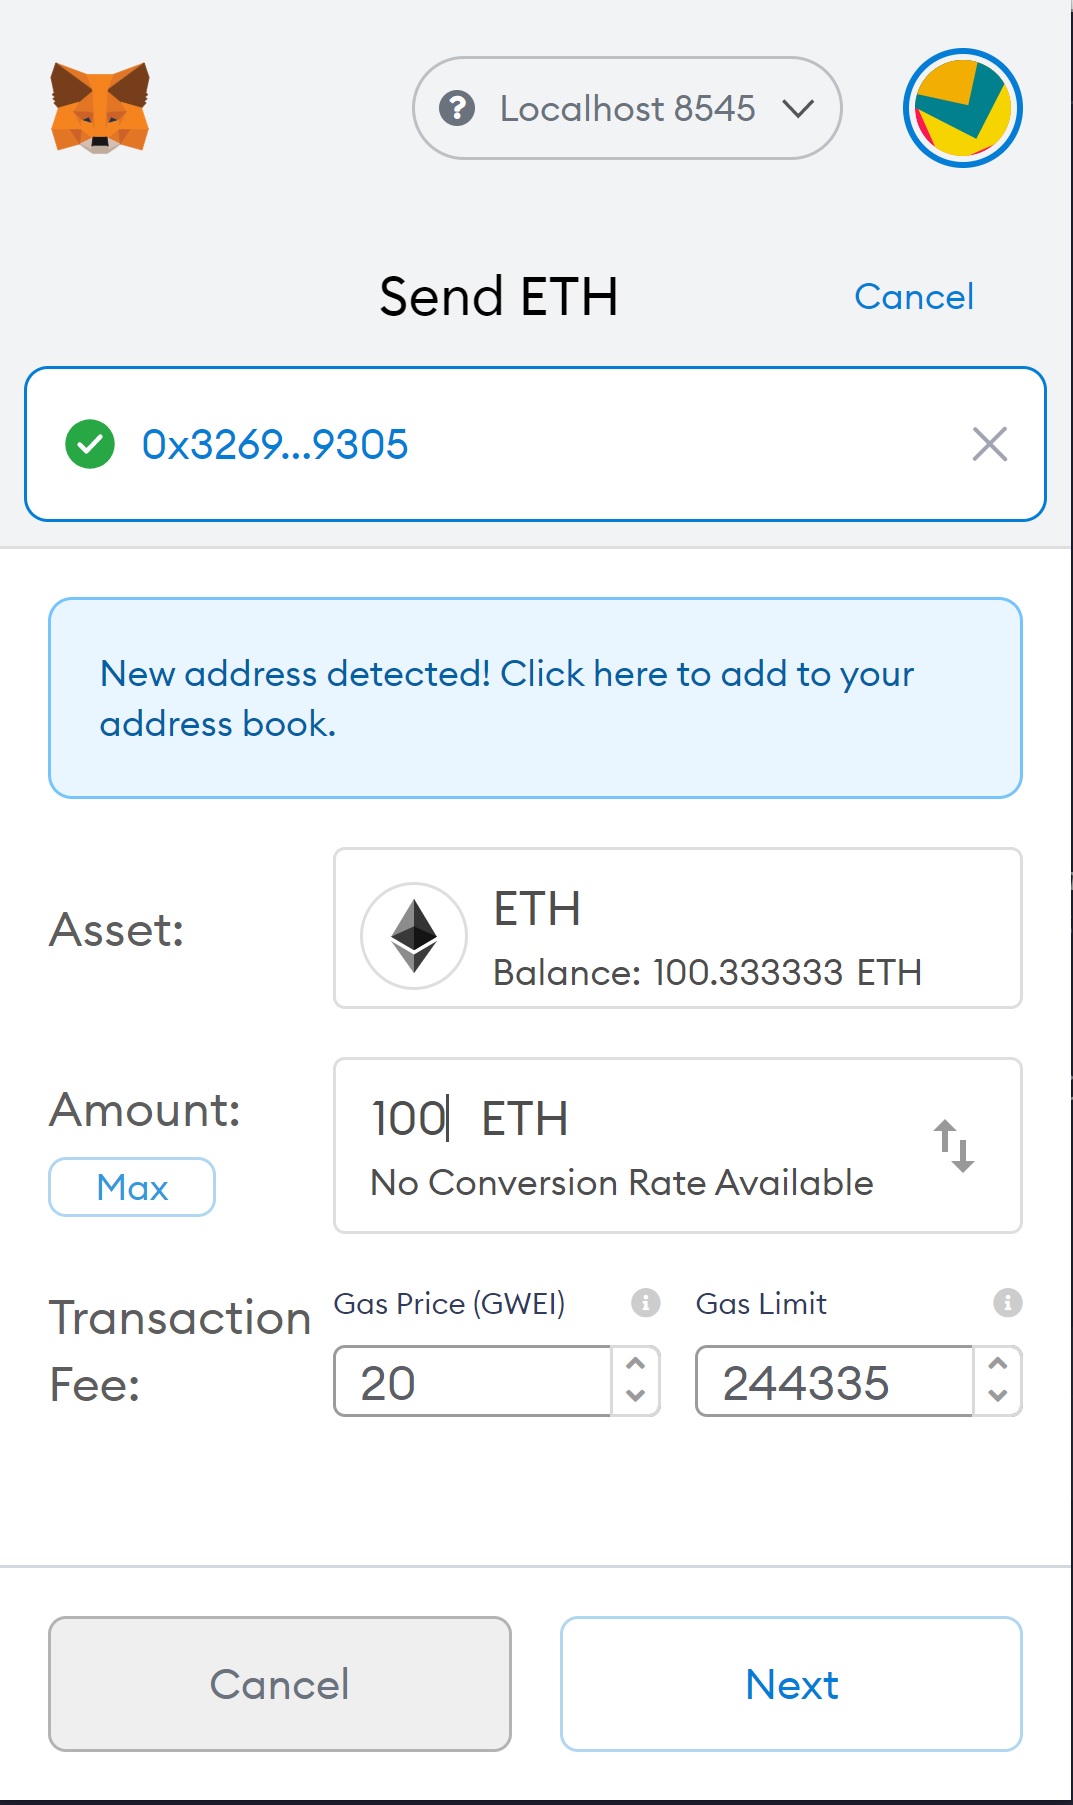 Localhost 8545
Send ETH
Cancel
0x3269...9305
New address detected! Click here to add to your
address book.
Asset:
ETH
Balance: 100.333333 ETH
Amount:
Max
100 ETH
No Conversion Rate Available
Transaction
Fee:
Gas Price (GWEI)
Gas Limit
20
244335
Cancel
Next